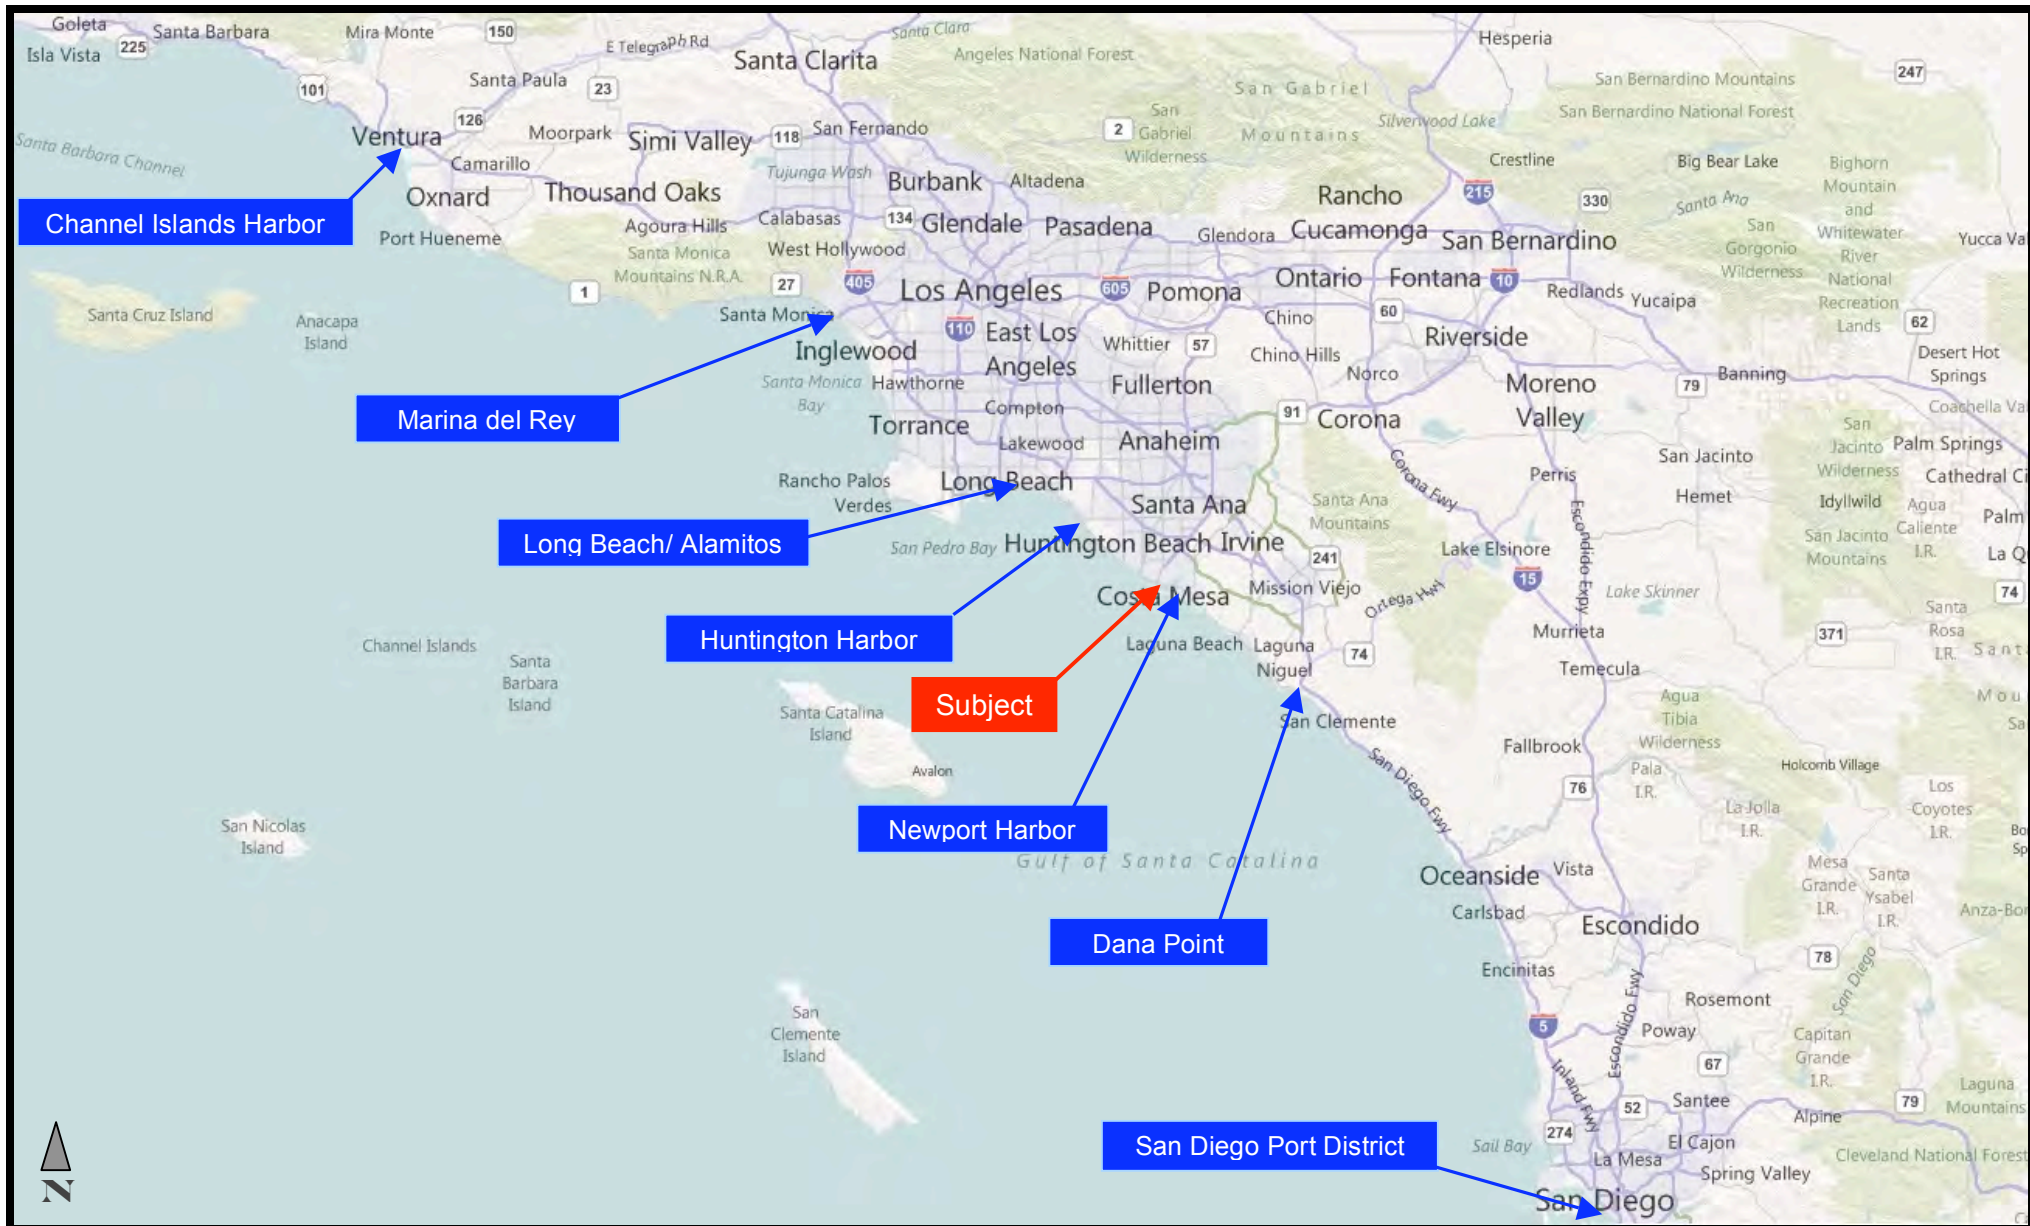 Goleta
Santa Barbara
Mira Monte
150
E Telegraph Rd
Santa Clara
Hesperia
Isla Vista
225
Santa Clarita
Angeles National Forest
247
101
Santa Paula
23
San Gabriel
Mountains
San Bernardino Mountains
San Bernardino National Forest
Ventura
126
Moorpark
Simi Valley
118
San Fernando
2
San
Gabriel
Wilderness
Silverwood Lake
Santa Barbara Channel
Camarillo
Tujunga Wash
Burbank
Altadena
Crestline
Big Bear Lake
Bighorn
Mountain
and
Whitewater
River
National
Recreation
Lands
Oxnard
Thousand Oaks
Rancho
Cucamonga
215
330
Santa Ana
Channel Islands Harbor
Port Hueneme
Agoura Hills
Calabasas
134
Glendale
Pasadena
Glendora
San Bernardino
San
Gorgonio
Wilderness
Yucca Val
Santa Monica
Mountains N.R.A.
West Hollywood
1
27
405
Los Angeles
605
Pomona
Ontario
Fontana
10
Redlands
Yucaipa
Santa Cruz Island
Anacapa
Island
Santa Monica
110
East Los
Angeles
Chino
60
62
Inglewood
Whittier
57
Chino Hills
Riverside
Desert Hot
Springs
Santa Monica
Bay
Hawthorne
Fullerton
Norco
Moreno
Valley
79
Banning
Marina del Rey
Compton
91
Corona
Coachella Val
Torrance
Lakewood
Anaheim
San
Jacinto
Wilderness
Palm Springs
Rancho Palos
Verdes
Long Beach
Corona Fwy
Perris
San Jacinto
Cathedral Ci
Santa Ana
Santa Ana
Mountains
Hemet
Idyllwild
Agua
Caliente
I.R.
Palm
Long Beach/ Alamitos
San Pedro Bay
Huntington Beach
Irvine
241
Lake Elsinore
Escondido Expy
San Jacinto
Mountains
La Q
Costa Mesa
Mission Viejo
Ortega Hwy
15
Lake Skinner
74
Huntington Harbor
Laguna Beach
Laguna
Niguel
74
Murrieta
371
Santa
Rosa
I.R.
Channel Islands
Santa
Barbara
Island
Temecula
Santa
Mou
Sa
Subject
Santa Catalina
Island
San Clemente
Agua
Tibia
Wilderness
Avalon
San Diego Fwy
Fallbrook
Pala
I.R.
Holcomb Village
San Nicolas
Island
Newport Harbor
76
La Jolla
I.R.
Los
Coyotes
I.R.
Bo
Sp
Gulf of Santa Catalina
Oceanside
Vista
Mesa
Grande
I.R.
Santa
Ysabel
I.R.
Carlsbad
Escondido
Anza-Bor
Dana Point
Encinitas
78
San Diego
San
Clemente
Island
Escondido Fwy
Rosemont
5
Poway
Capitan
Grande
I.R.
67
Inland Fwy
52
Santee
Alpine
79
Laguna
Mountains
N
San Diego Port District
Sail Bay
274
El Cajon
La Mesa
Spring Valley
Cleveland National Forest
San Diego